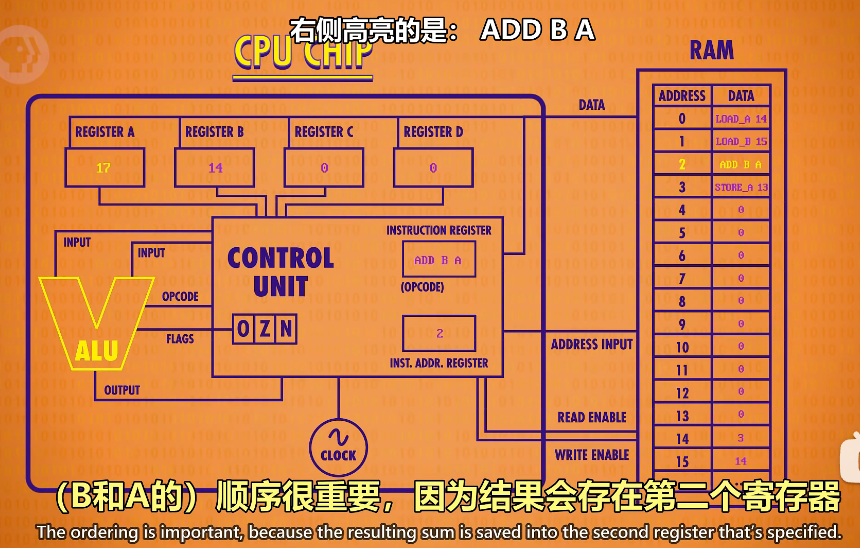 右侧高亮的是： ADD B A
CPU CHIP
RAM
DATA
ADDRESS DATA
0 LOAD_A 14
1 LOAD_B 15
2 ADD B A
3 STORE_A 13
4 0
5 0
6 0
7 0
8 0
9 0
10 0
11 0
12 0
13 0
14 3
15 14
REGISTER A REGISTER B REGISTER C REGISTER D
17 14 0 0
INPUT
INPUT
OPCODE
FLAGS
ALU
OUTPUT
CONTROL
UNIT
O Z N
INSTRUCTION REGISTER
ADD B A
(OPCODE)
2
INST. ADDR. REGISTER
CLOCK
ADDRESS INPUT
READ ENABLE
WRITE ENABLE
（B和A的）顺序很重要，因为结果会存在第二个寄存器
The ordering is important, because the resulting sum is saved into the second register that's specified.